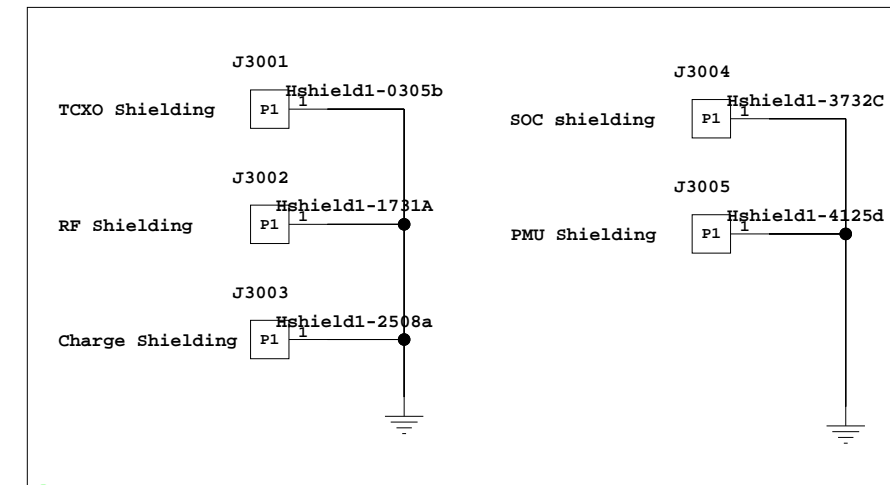 J3001
Hshield1-0305b
TCXO Shielding
P1
1
J3002
Hshield1-1731A
RF Shielding
P1
1
J3003
Hshield1-2508a
Charge Shielding
P1
1
J3004
Hshield1-3732C
SOC shielding
P1
1
J3005
Hshield1-4125d
PMU Shielding
P1
1